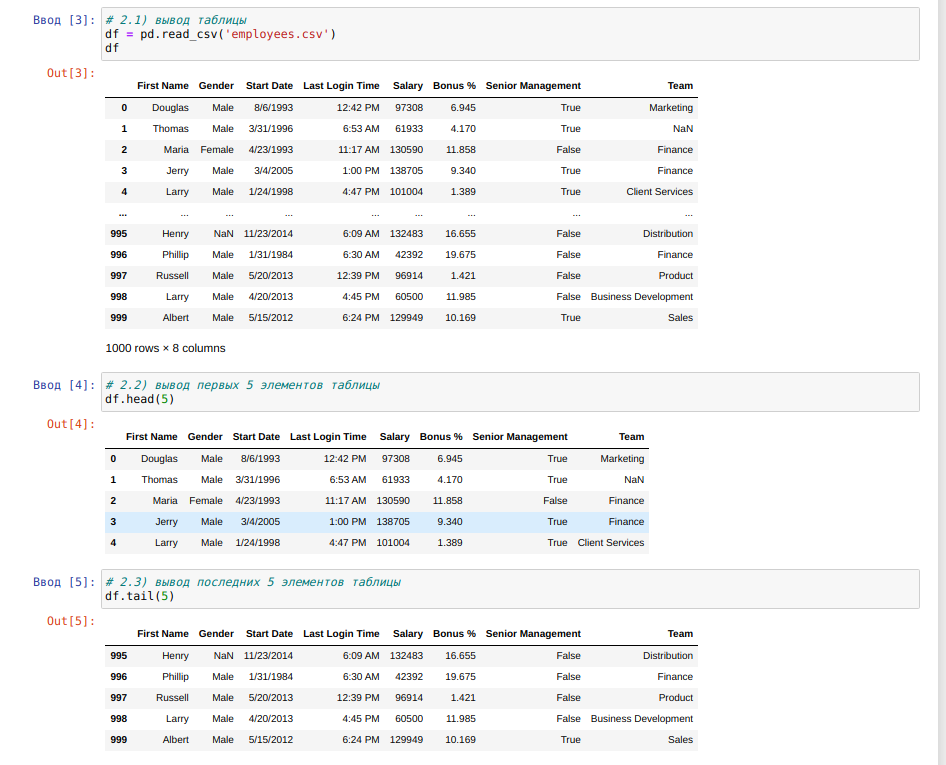 Ввод [3]: # 2.1) вывод таблицы
df = pd.read_csv('employees.csv')
df
Out[3]:
First Name Gender Start Date Last Login Time Salary Bonus % Senior Management Team
0 Douglas Male 8/6/1993 12:42 PM 97308 6.945 True Marketing
1 Thomas Male 3/31/1996 6:53 AM 61933 4.170 True NaN
2 Maria Female 4/23/1993 11:17 AM 130590 11.858 False Finance
3 Jerry Male 3/4/2005 1:00 PM 138705 9.340 True Finance
4 Larry Male 1/24/1998 4:47 PM 101004 1.389 True Client Services
... ... ... ... ... ... ... ... ...
995 Henry NaN 11/23/2014 6:09 AM 132483 16.655 False Distribution
996 Phillip Male 1/31/1984 6:30 AM 42392 19.675 False Finance
997 Russell Male 5/20/2013 12:39 PM 96914 1.421 False Product
998 Larry Male 4/20/2013 4:45 PM 60500 11.985 False Business Development
999 Albert Male 5/15/2012 6:24 PM 129949 10.169 True Sales
1000 rows × 8 columns
Ввод [4]: # 2.2) вывод первых 5 элементов таблицы
df.head(5)
Out[4]:
First Name Gender Start Date Last Login Time Salary Bonus % Senior Management Team
0 Douglas Male 8/6/1993 12:42 PM 97308 6.945 True Marketing
1 Thomas Male 3/31/1996 6:53 AM 61933 4.170 True NaN
2 Maria Female 4/23/1993 11:17 AM 130590 11.858 False Finance
3 Jerry Male 3/4/2005 1:00 PM 138705 9.340 True Finance
4 Larry Male 1/24/1998 4:47 PM 101004 1.389 True Client Services
Ввод [5]: # 2.3) вывод последних 5 элементов таблицы
df.tail(5)
Out[5]:
First Name Gender Start Date Last Login Time Salary Bonus % Senior Management Team
995 Henry NaN 11/23/2014 6:09 AM 132483 16.655 False Distribution
996 Phillip Male 1/31/1984 6:30 AM 42392 19.675 False Finance
997 Russell Male 5/20/2013 12:39 PM 96914 1.421 False Product
998 Larry Male 4/20/2013 4:45 PM 60500 11.985 False Business Development
999 Albert Male 5/15/2012 6:24 PM 129949 10.169 True Sales